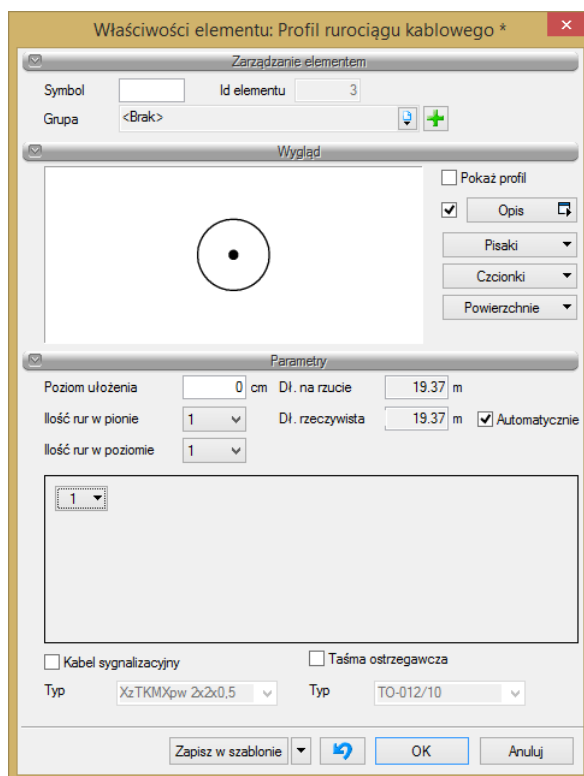 Właściwości elementu: Profil rurociągu kablowego *
Zarządzanie elementem
Symbol Id elementu 3
Grupa <Brak>
Wygląd
Pokaż profil
Opis
Pisaki
Czcionki
Powierzchnie
Parametry
Poziom ułożenia 0 cm Dł. na rzucie 19.37 m
Ilość rur w pionie 1 Dł. rzeczywista 19.37 m Automatycznie
Ilość rur w poziomie 1
1
Kabel sygnalizacyjny Taśma ostrzegawcza
Typ XzTKMXpw 2x2x0,5 Typ TO-012/10
Zapisz w szablonie OK Anuluj